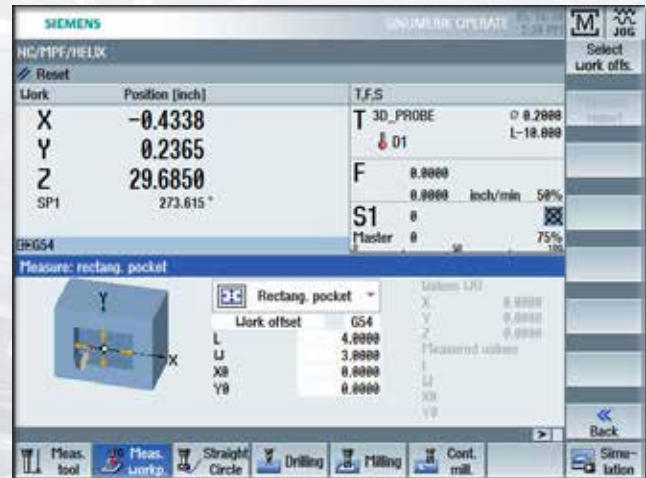 SIEMENS SINUMERIK OPERATE
M JOG
NC/MPF/HELIX
Select
work offs.
Reset
Work Position [inch] T,F,S
X -0.4338 T 3D_PROBE ⌀ 0.2000
Y 0.2365 D1 L-10.000
Z 29.6850 F 0.0000
SP1 273.615° 0.0000 inch/min 50%
S1 0
Master 0 75%
0 50 100
G54
Measure: rectang. pocket
Y
X
Rectang. pocket
Work offset G54
L 4.0000
W 3.0000
X0 0.0000
Y0 0.0000
Values WO
X 0.0000
Y 0.0000
Z 0.0000
Measured values
L
W
X0
Y0
Back
Meas. tool
Meas. workp.
Straight Circle
Drilling
Milling
Cont. mill.
Simu-
lation